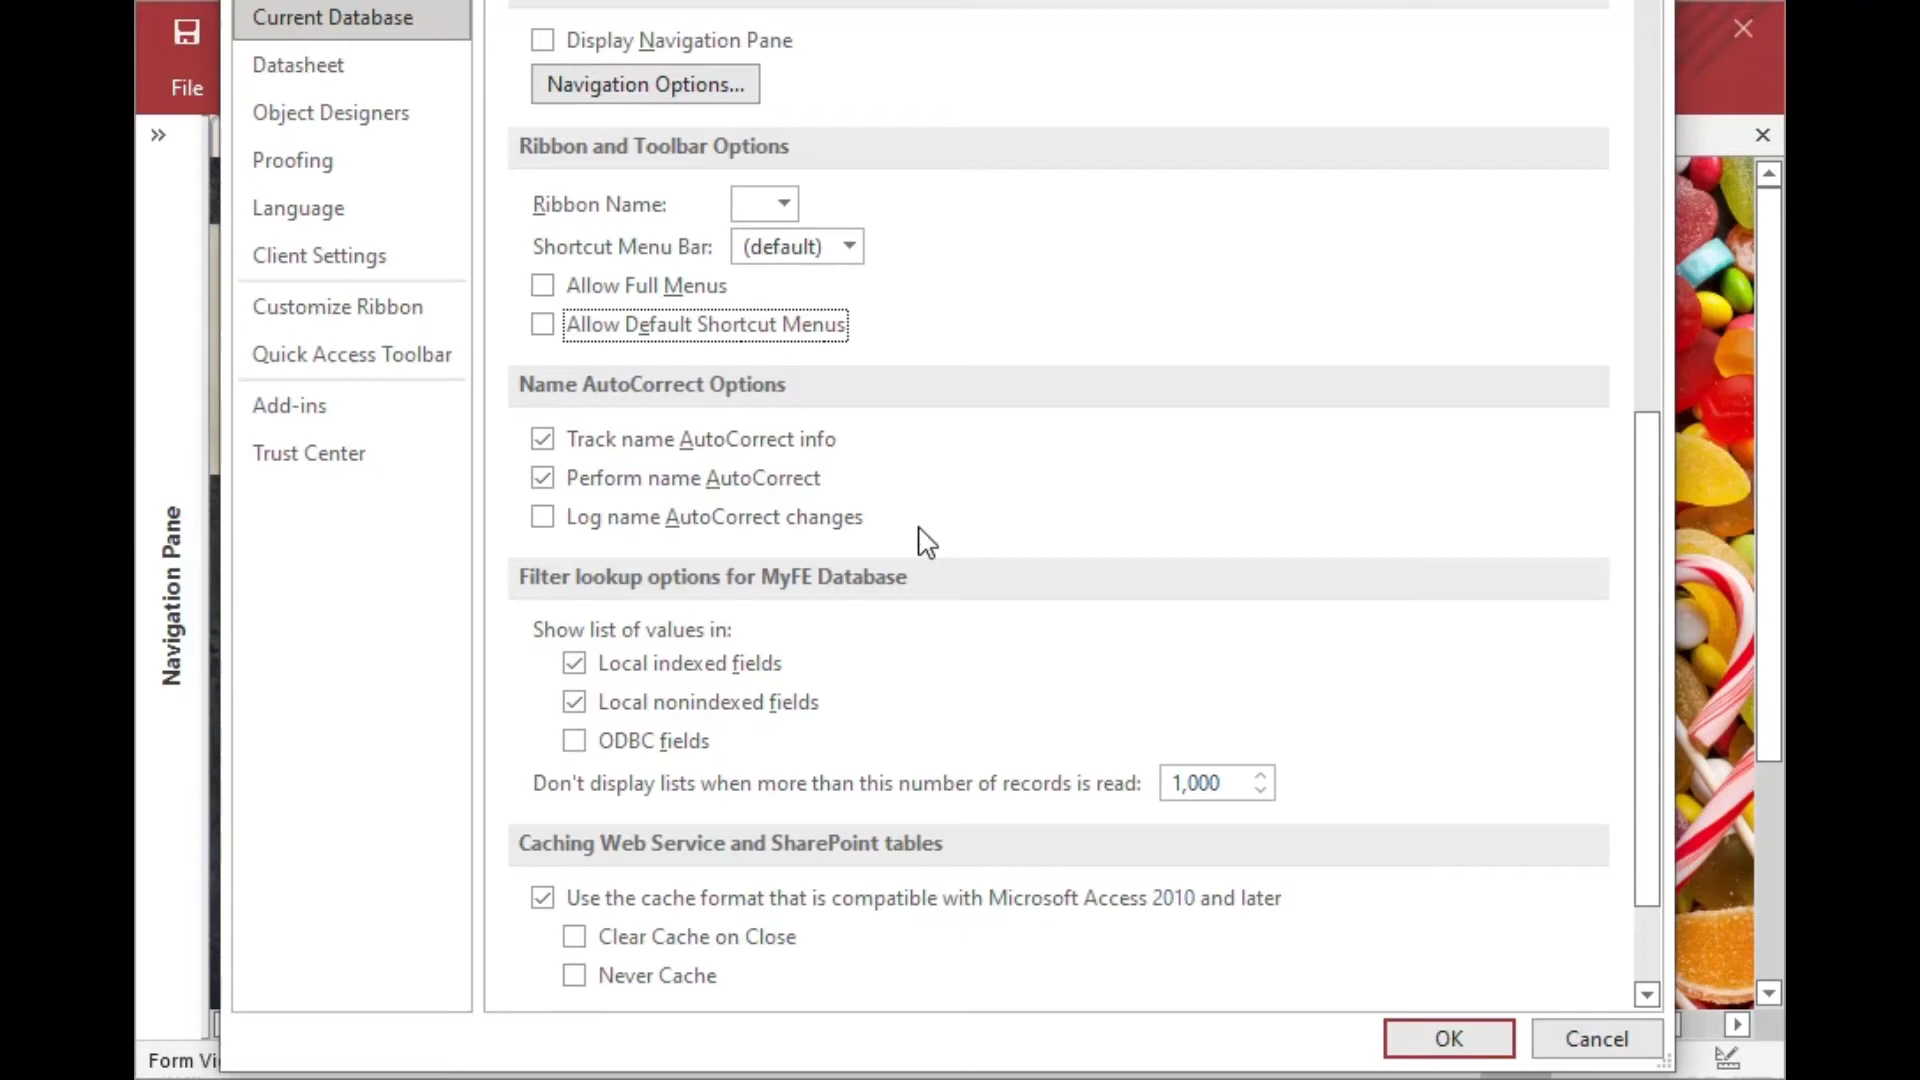 Current Database
Datasheet
Object Designers
Proofing
Language
Client Settings
Customize Ribbon
Quick Access Toolbar
Add-ins
Trust Center
File
Navigation Pane
Form Vi
Display Navigation Pane
Navigation Options...
Ribbon and Toolbar Options
Ribbon Name:
Shortcut Menu Bar: (default)
Allow Full Menus
Allow Default Shortcut Menus
Name AutoCorrect Options
Track name AutoCorrect info
Perform name AutoCorrect
Log name AutoCorrect changes
Filter lookup options for MyFE Database
Show list of values in:
Local indexed fields
Local nonindexed fields
ODBC fields
Don't display lists when more than this number of records is read: 1,000
Caching Web Service and SharePoint tables
Use the cache format that is compatible with Microsoft Access 2010 and later
Clear Cache on Close
Never Cache
OK Cancel